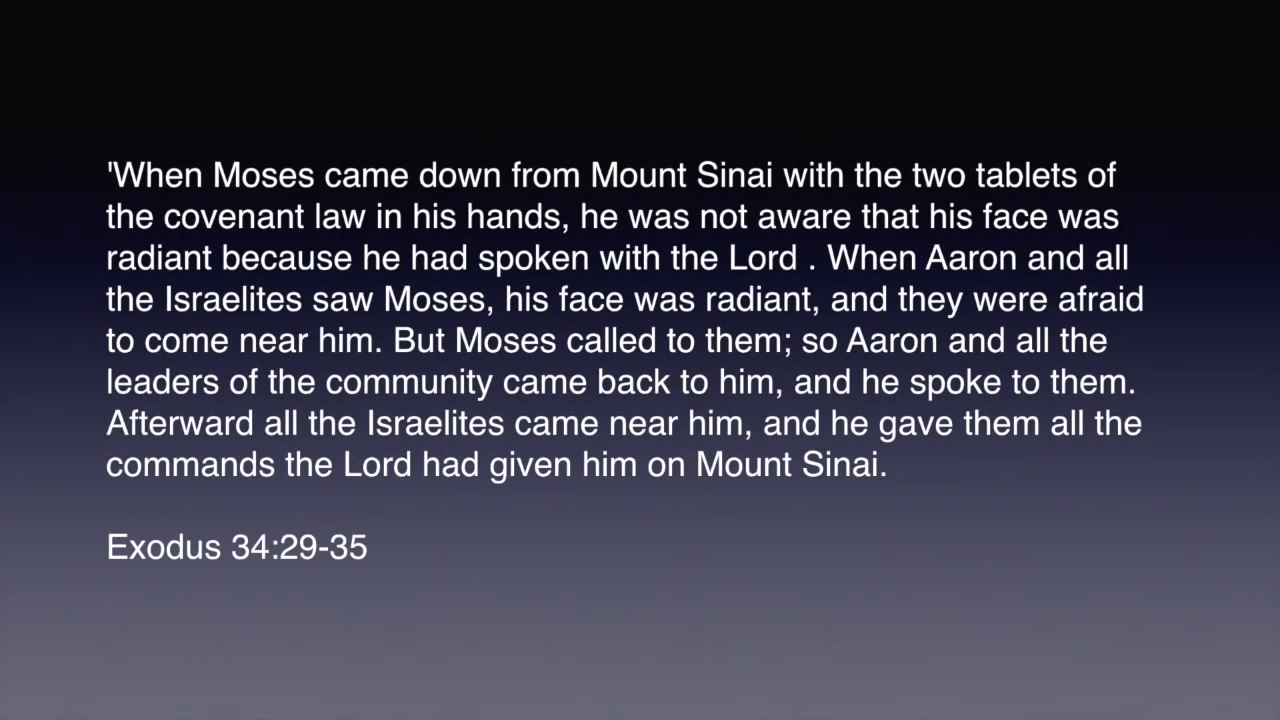 'When Moses came down from Mount Sinai with the two tablets of
the covenant law in his hands, he was not aware that his face was
radiant because he had spoken with the Lord . When Aaron and all
the Israelites saw Moses, his face was radiant, and they were afraid
to come near him. But Moses called to them; so Aaron and all the
leaders of the community came back to him, and he spoke to them.
Afterward all the Israelites came near him, and he gave them all the
commands the Lord had given him on Mount Sinai.
Exodus 34:29-35